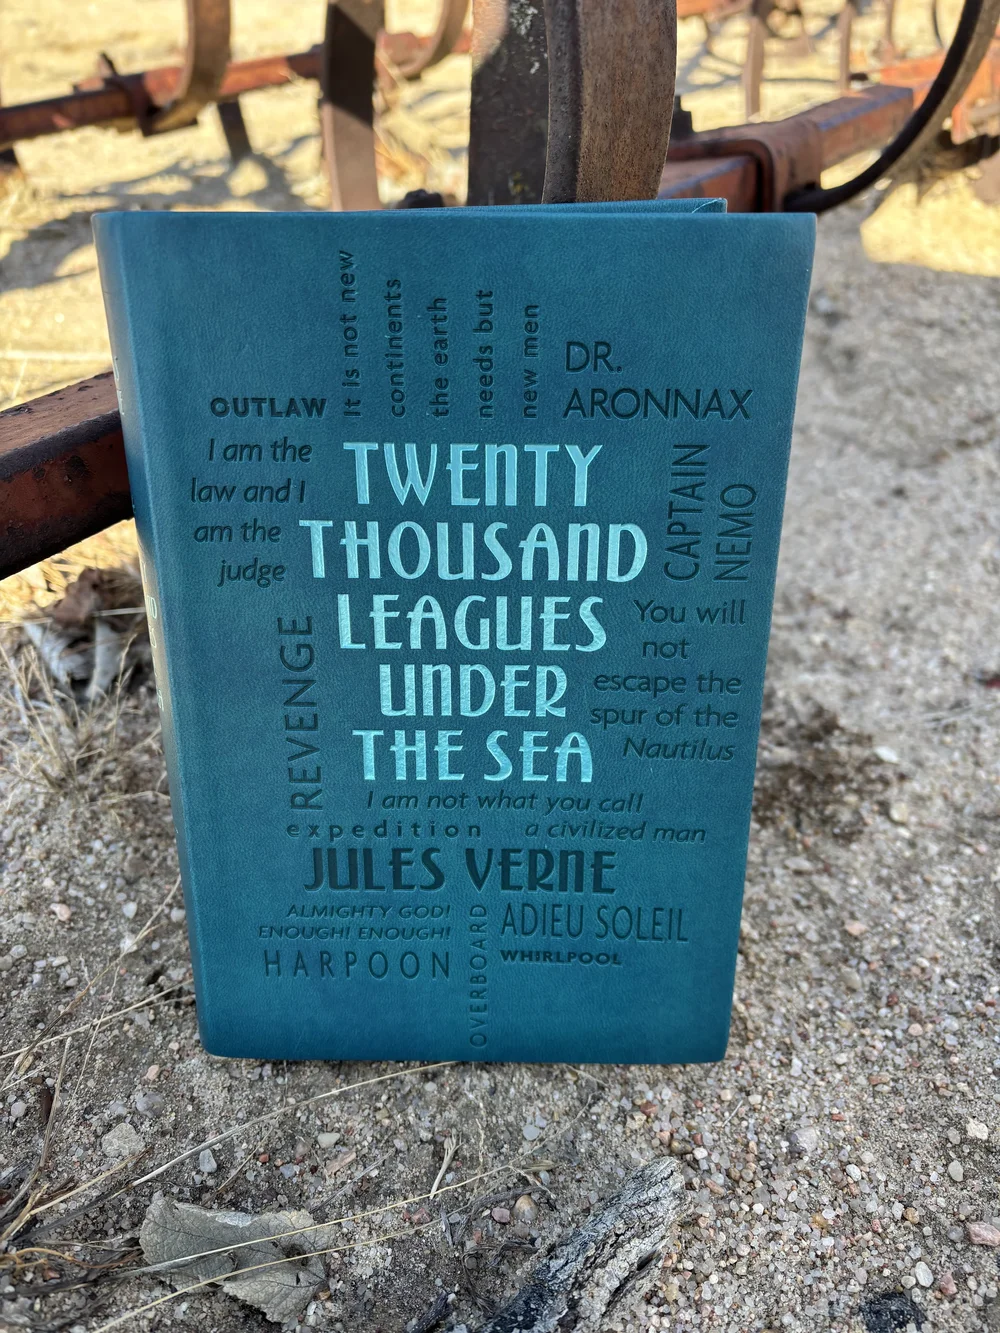 It is not new
continents
the earth
needs but
new men
DR.
ARONNAX
OUTLAW
I am the
law and I
am the
judge
TWENTY
THOUSAND
LEAGUES
UNDER
THE SEA
CAPTAIN
NEMO
REVENGE
You will
not
escape the
spur of the
Nautilus
I am not what you call
a civilized man
expedition
JULES VERNE
ALMIGHTY GOD!
ENOUGH! ENOUGH!
HARPOON
OVERBOARD
ADIEU SOLEIL
WHIRLPOOL